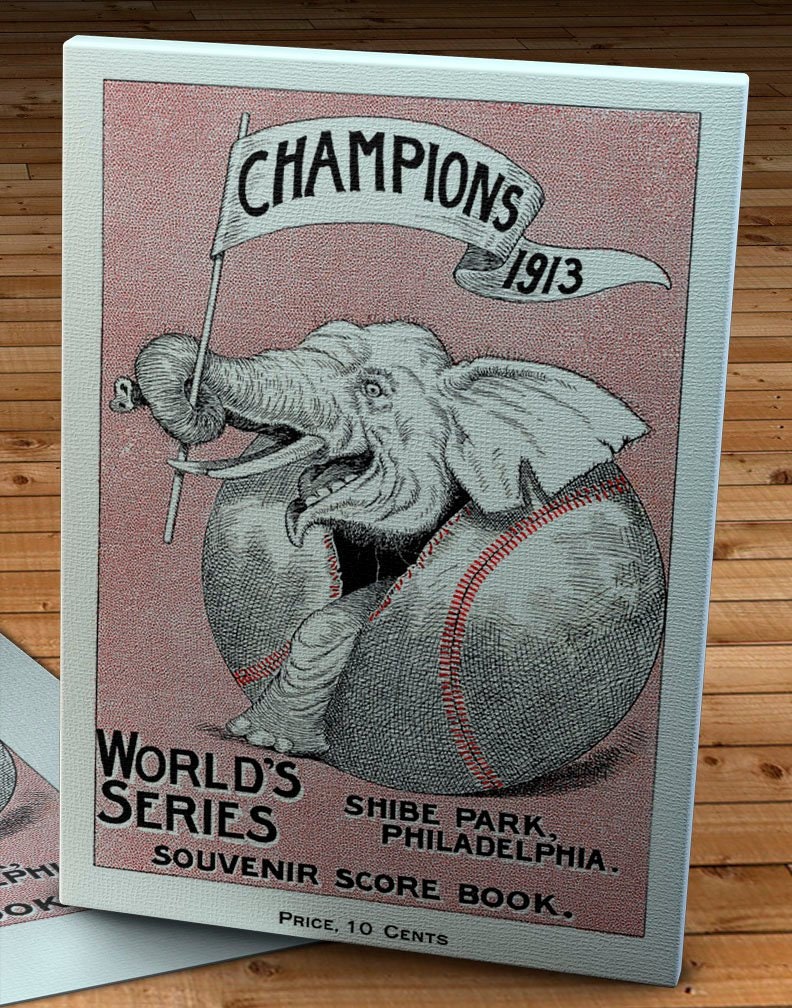 CHAMPIONS
1913
WORLD'S
SERIES
SHIBE PARK,
PHILADELPHIA.
SOUVENIR SCORE BOOK.
PRICE, 10 CENTS